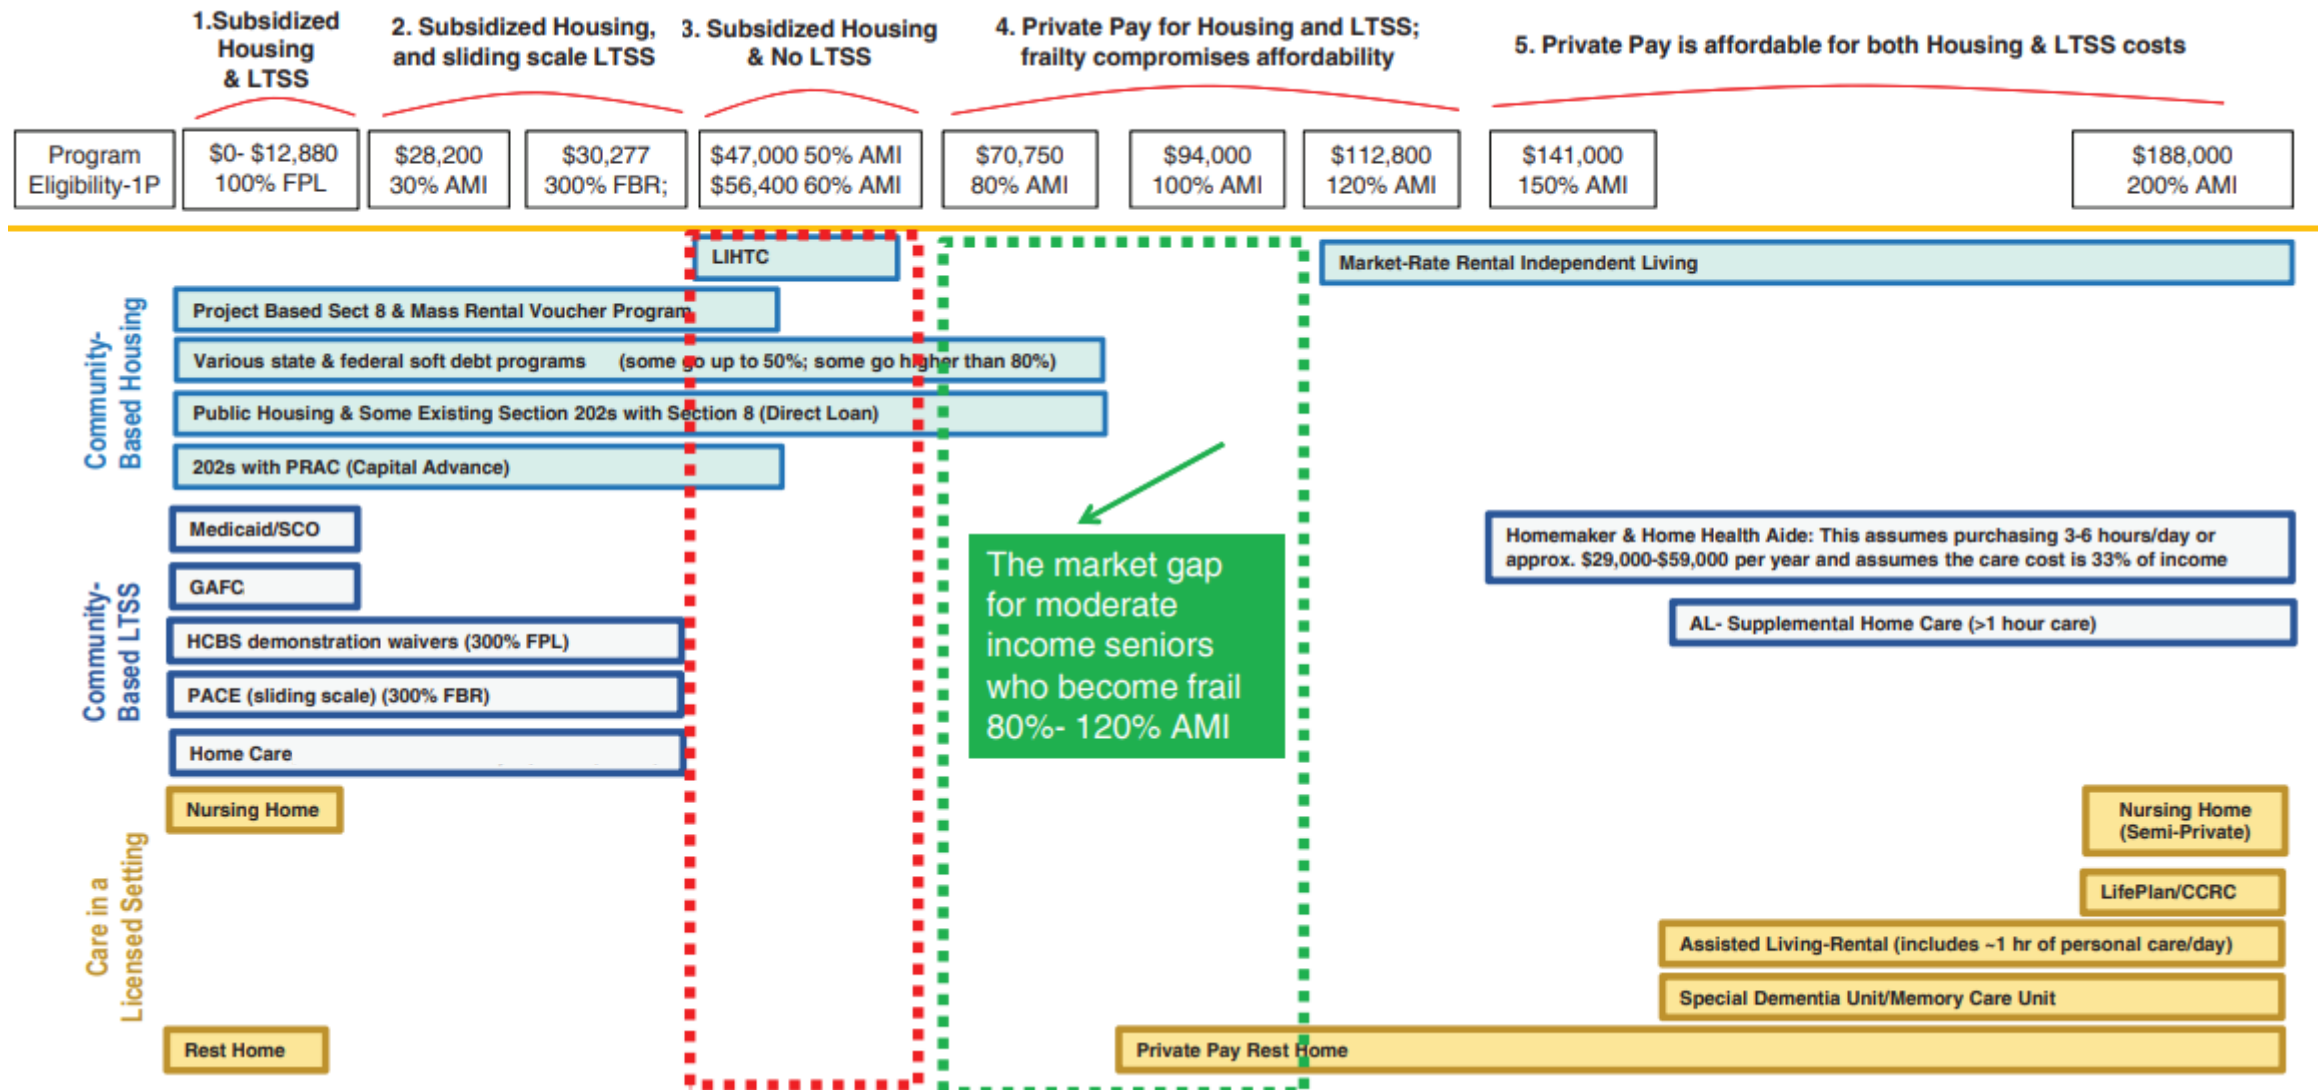 1.Subsidized
Housing
& LTSS
2. Subsidized Housing,
and sliding scale LTSS
3. Subsidized Housing
& No LTSS
4. Private Pay for Housing and LTSS;
frailty compromises affordability
5. Private Pay is affordable for both Housing & LTSS costs
Program
Eligibility-1P
$0- $12,880
100% FPL
$28,200
30% AMI
$30,277
300% FBR;
$47,000 50% AMI
$56,400 60% AMI
$70,750
80% AMI
$94,000
100% AMI
$112,800
120% AMI
$141,000
150% AMI
$188,000
200% AMI
Community-
Based Housing
LIHTC
Market-Rate Rental Independent Living
Project Based Sect 8 & Mass Rental Voucher Program
Various state & federal soft debt programs (some go up to 50%; some go higher than 80%)
Public Housing & Some Existing Section 202s with Section 8 (Direct Loan)
202s with PRAC (Capital Advance)
Community-
Based LTSS
Medicaid/SCO
GAFC
HCBS demonstration waivers (300% FPL)
PACE (sliding scale) (300% FBR)
Home Care
The market gap
for moderate
income seniors
who become frail
80%- 120% AMI
Homemaker & Home Health Aide: This assumes purchasing 3-6 hours/day or
approx. $29,000-$59,000 per year and assumes the care cost is 33% of income
AL- Supplemental Home Care (>1 hour care)
Care in a
Licensed Setting
Nursing Home
Nursing Home
(Semi-Private)
LifePlan/CCRC
Assisted Living-Rental (includes ~1 hr of personal care/day)
Special Dementia Unit/Memory Care Unit
Rest Home
Private Pay Rest Home